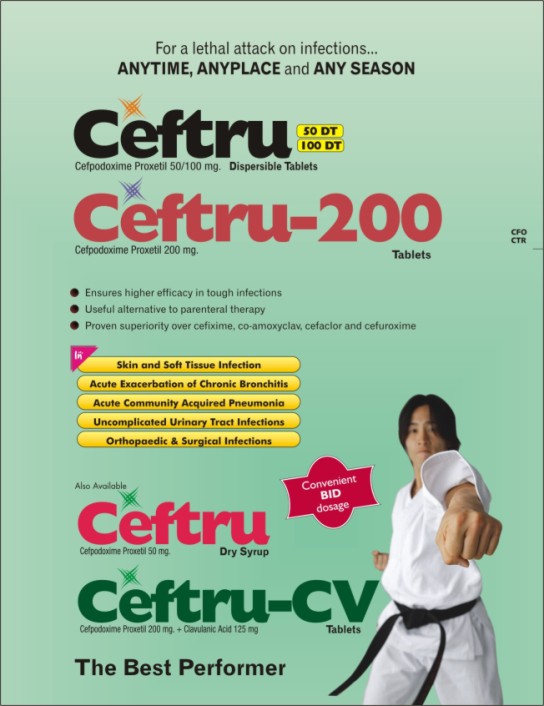 For a lethal attack on infections...
ANYTIME, ANYPLACE and ANY SEASON
Ceftru
50 DT
100 DT
Cefpodoxime Proxetil 50/100 mg. Dispersible Tablets
Ceftru-200
Cefpodoxime Proxetil 200 mg.
Tablets
CFO
CTR
Ensures higher efficacy in tough infections
Useful alternative to parenteral therapy
Proven superiority over cefixime, co-amoxyclav, cefaclor and cefuroxime
In
Skin and Soft Tissue Infection
Acute Exacerbation of Chronic Bronchitis
Acute Community Acquired Pneumonia
Uncomplicated Urinary Tract Infections
Orthopaedic & Surgical Infections
Also Available
Ceftru
Cefpodoxime Proxetil 50 mg.
Dry Syrup
Convenient
BID
dosage
Ceftru-CV
Cefpodoxime Proxetil 200 mg. + Clavulanic Acid 125 mg
Tablets
The Best Performer